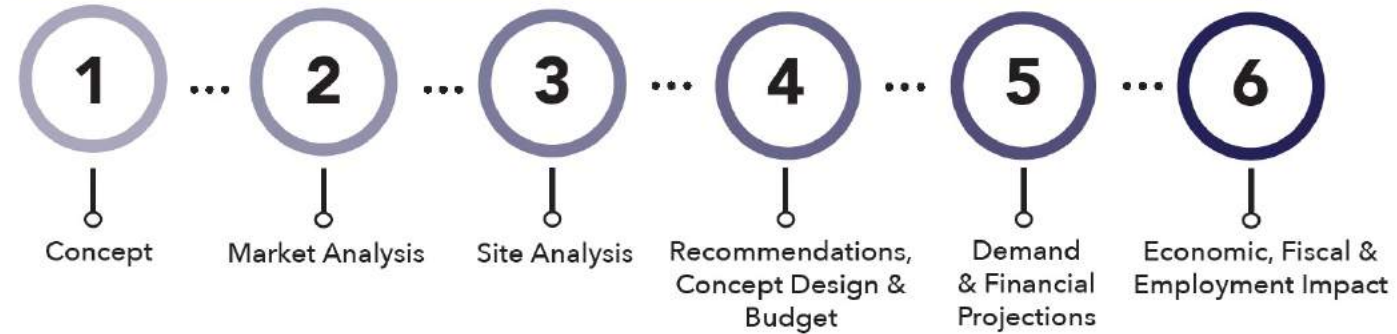 1 ... 2 ... 3 ... 4 ... 5 ... 6
Concept
Market Analysis
Site Analysis
Recommendations,
Concept Design &
Budget
Demand
& Financial
Projections
Economic, Fiscal &
Employment Impact